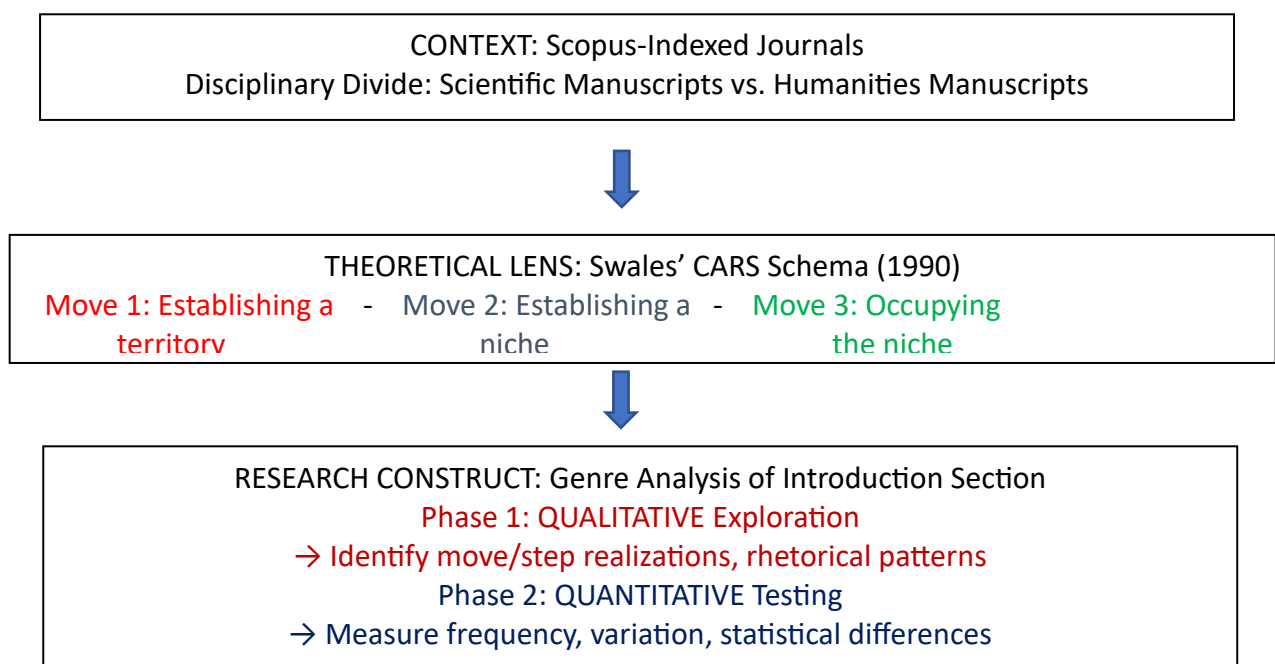 CONTEXT: Scopus-Indexed Journals
Disciplinary Divide: Scientific Manuscripts vs. Humanities Manuscripts
THEORETICAL LENS: Swales’ CARS Schema (1990)
Move 1: Establishing a - Move 2: Establishing a - Move 3: Occupying
territory niche the niche
RESEARCH CONSTRUCT: Genre Analysis of Introduction Section
Phase 1: QUALITATIVE Exploration
→ Identify move/step realizations, rhetorical patterns
Phase 2: QUANTITATIVE Testing
→ Measure frequency, variation, statistical differences